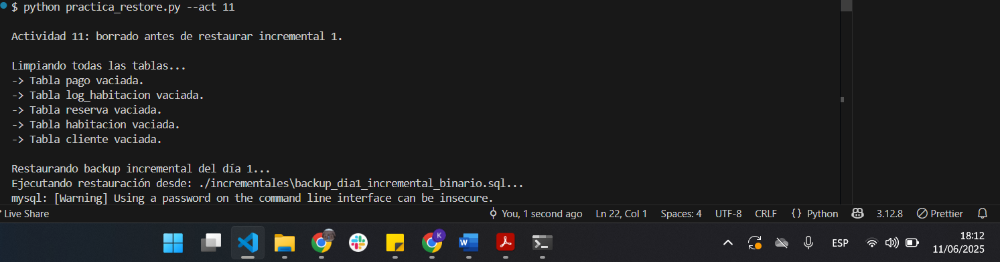 $ python practica_restore.py --act 11
Actividad 11: borrado antes de restaurar incremental 1.
Limpiando todas las tablas...
-> Tabla pago vaciada.
-> Tabla log_habitacion vaciada.
-> Tabla reserva vaciada.
-> Tabla habitacion vaciada.
-> Tabla cliente vaciada.
Restaurando backup incremental del día 1...
Ejecutando restauración desde: ./incrementales\backup_dia1_incremental_binario.sql...
mysql: [Warning] Using a password on the command line interface can be insecure.
Live Share You, 1 second ago Ln 22, Col 1 Spaces: 4 UTF-8 CRLF {} Python 3.12.8 Prettier
K W ESP 18:12
11/06/2025